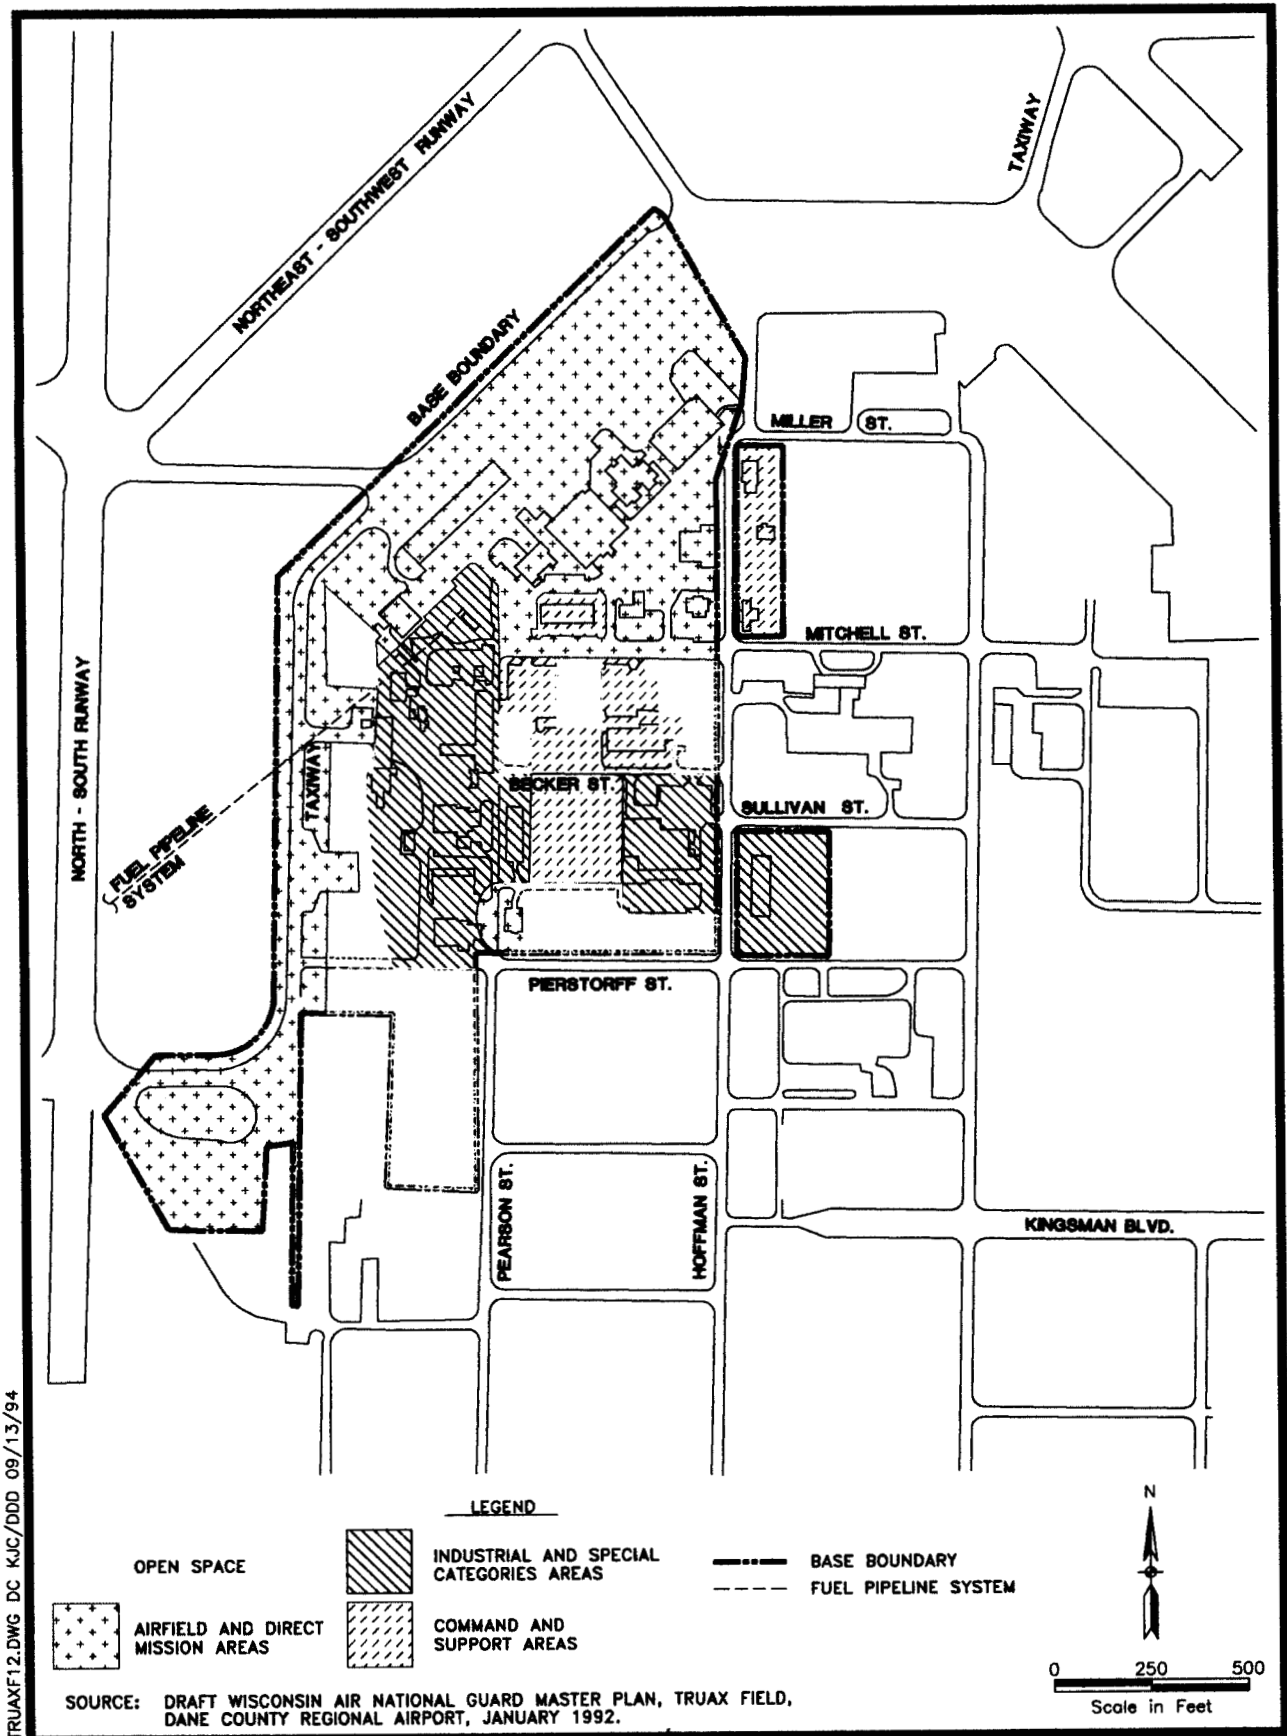 NORTHEAST - SOUTHWEST RUNWAY
TAXIWAY
BASE BOUNDARY
MILLER ST.
MITCHELL ST.
NORTH - SOUTH RUNWAY
TAXIWAY
BECKER ST.
SULLIVAN ST.
FUEL PIPELINE
SYSTEM
PIERSTORFF ST.
PEARSON ST.
HOFFMAN ST.
KINGSMAN BLVD.
TRUAXF12.DWG DC KJC/DDD 09/13/94
LEGEND
N
OPEN SPACE
INDUSTRIAL AND SPECIAL
CATEGORIES AREAS
BASE BOUNDARY
FUEL PIPELINE SYSTEM
AIRFIELD AND DIRECT
MISSION AREAS
COMMAND AND
SUPPORT AREAS
0 250 500
Scale in Feet
SOURCE: DRAFT WISCONSIN AIR NATIONAL GUARD MASTER PLAN, TRUAX FIELD,
DANE COUNTY REGIONAL AIRPORT, JANUARY 1992.